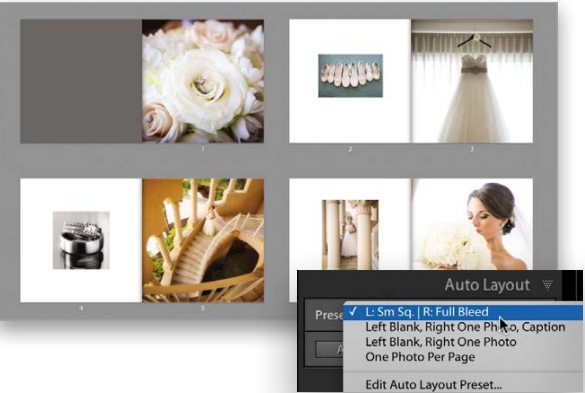 1
2
3
4
5
Auto Layout
✓ L: Sm Sq. | R: Full Bleed
Left Blank, Right One Photo, Caption
Left Blank, Right One Photo
One Photo Per Page
Edit Auto Layout Preset...